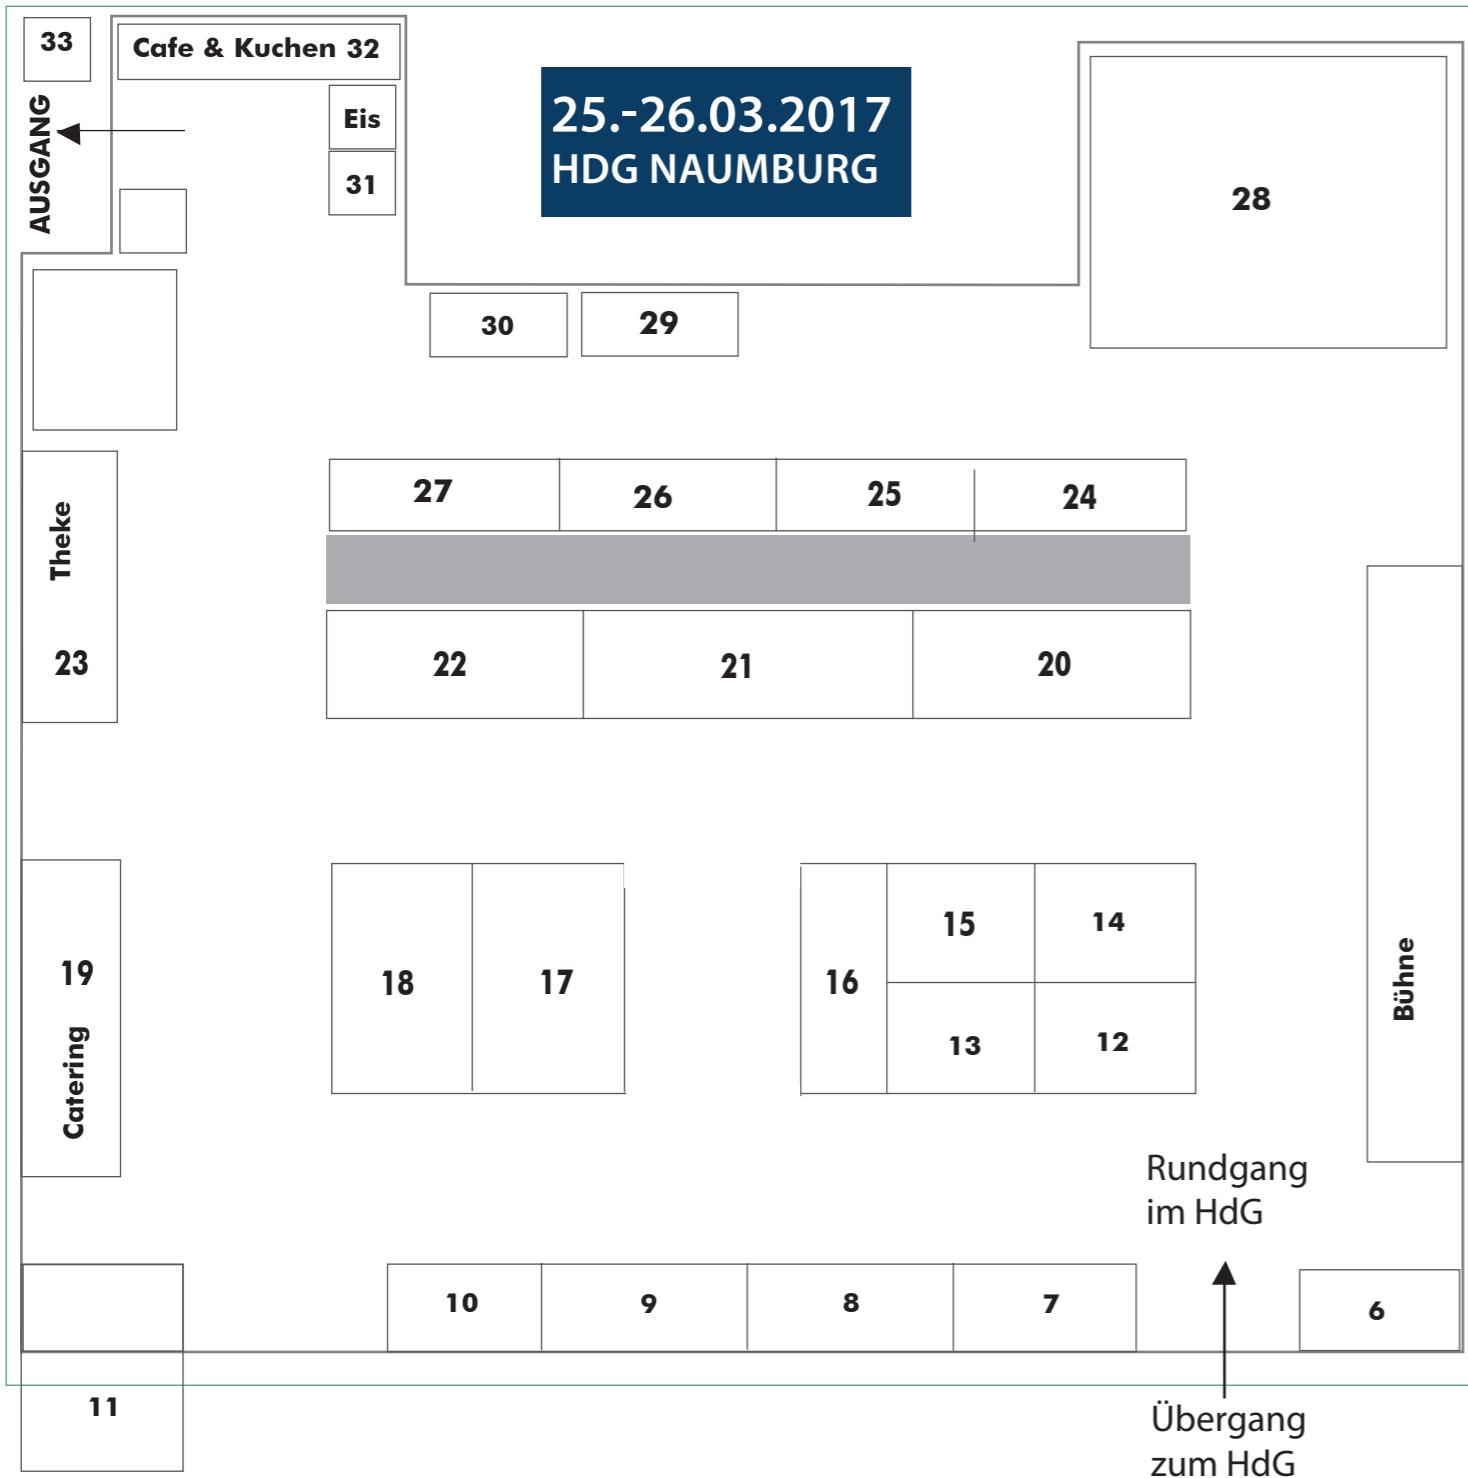 33
Cafe & Kuchen 32
25.-26.03.2017
HDG NAUMBURG
AUSGANG
Eis
31
28
30
29
27
26
25
24
Theke
23
22
21
20
19
Catering
18
17
16
15
14
13
12
Bühne
Rundgang
im HdG
10
9
8
7
6
11
Übergang
zum HdG